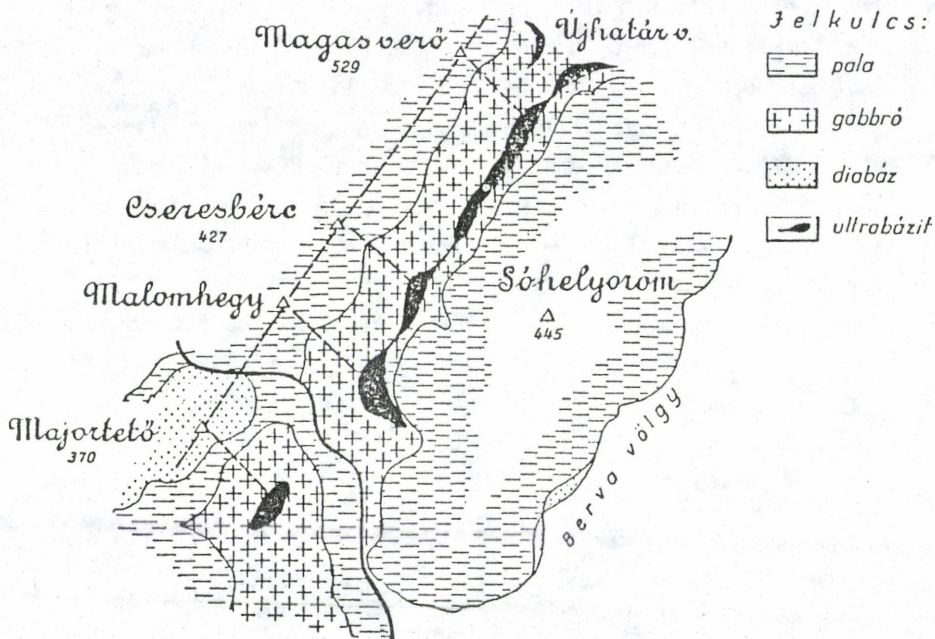 Magasverő
529
Újhatár v.
Cseresbérc
427
Malomhegy
Sóhelyorom
445
Majortető
370
Berva völgy
Jelkulcs:
pala
gabbró
diabáz
ultrabázit